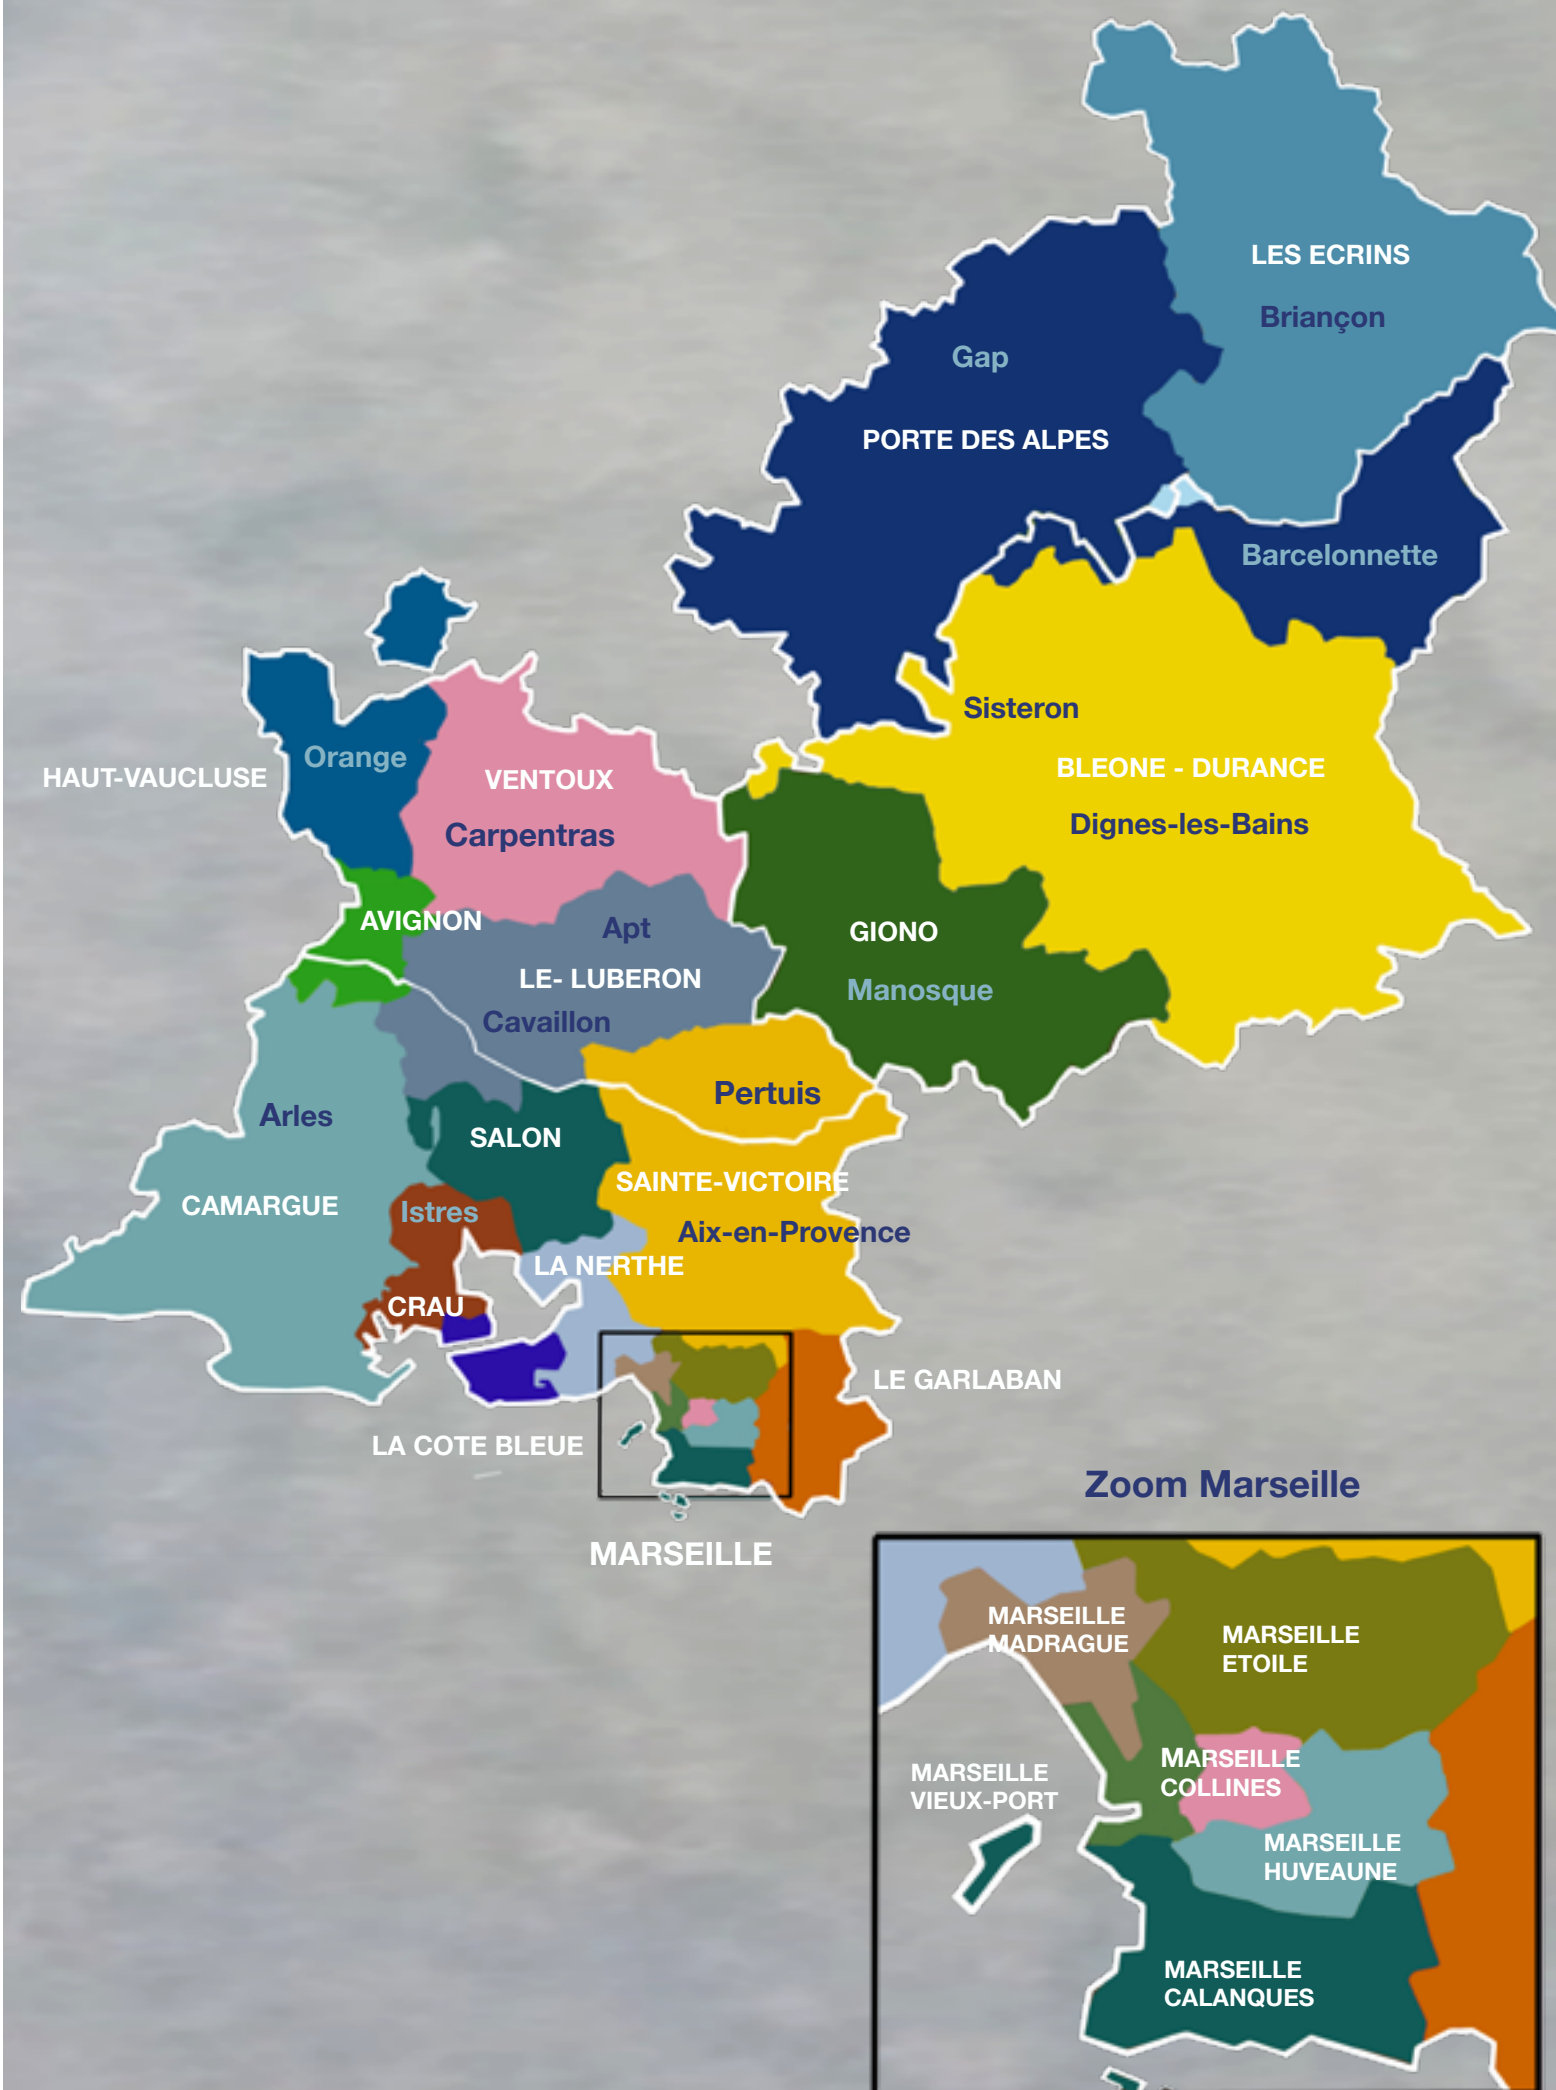 LES ECRINS
Briançon
Gap
PORTE DES ALPES
Barcelonnette
Sisteron
Orange
HAUT-VAUCLUSE
VENTOUX
BLEONE - DURANCE
Carpentras
Dignes-les-Bains
AVIGNON
Apt
GIONO
LE- LUBERON
Manosque
Cavaillon
Pertuis
Arles
SALON
SAINTE-VICTOIRE
CAMARGUE
Istres
Aix-en-Provence
LA NERTHE
CRAU
LE GARLABAN
LA COTE BLEUE
MARSEILLE
Zoom Marseille
MARSEILLE
MADRAGUE
MARSEILLE
ETOILE
MARSEILLE
VIEUX-PORT
MARSEILLE
COLLINES
MARSEILLE
HUVEAUNE
MARSEILLE
CALANQUES